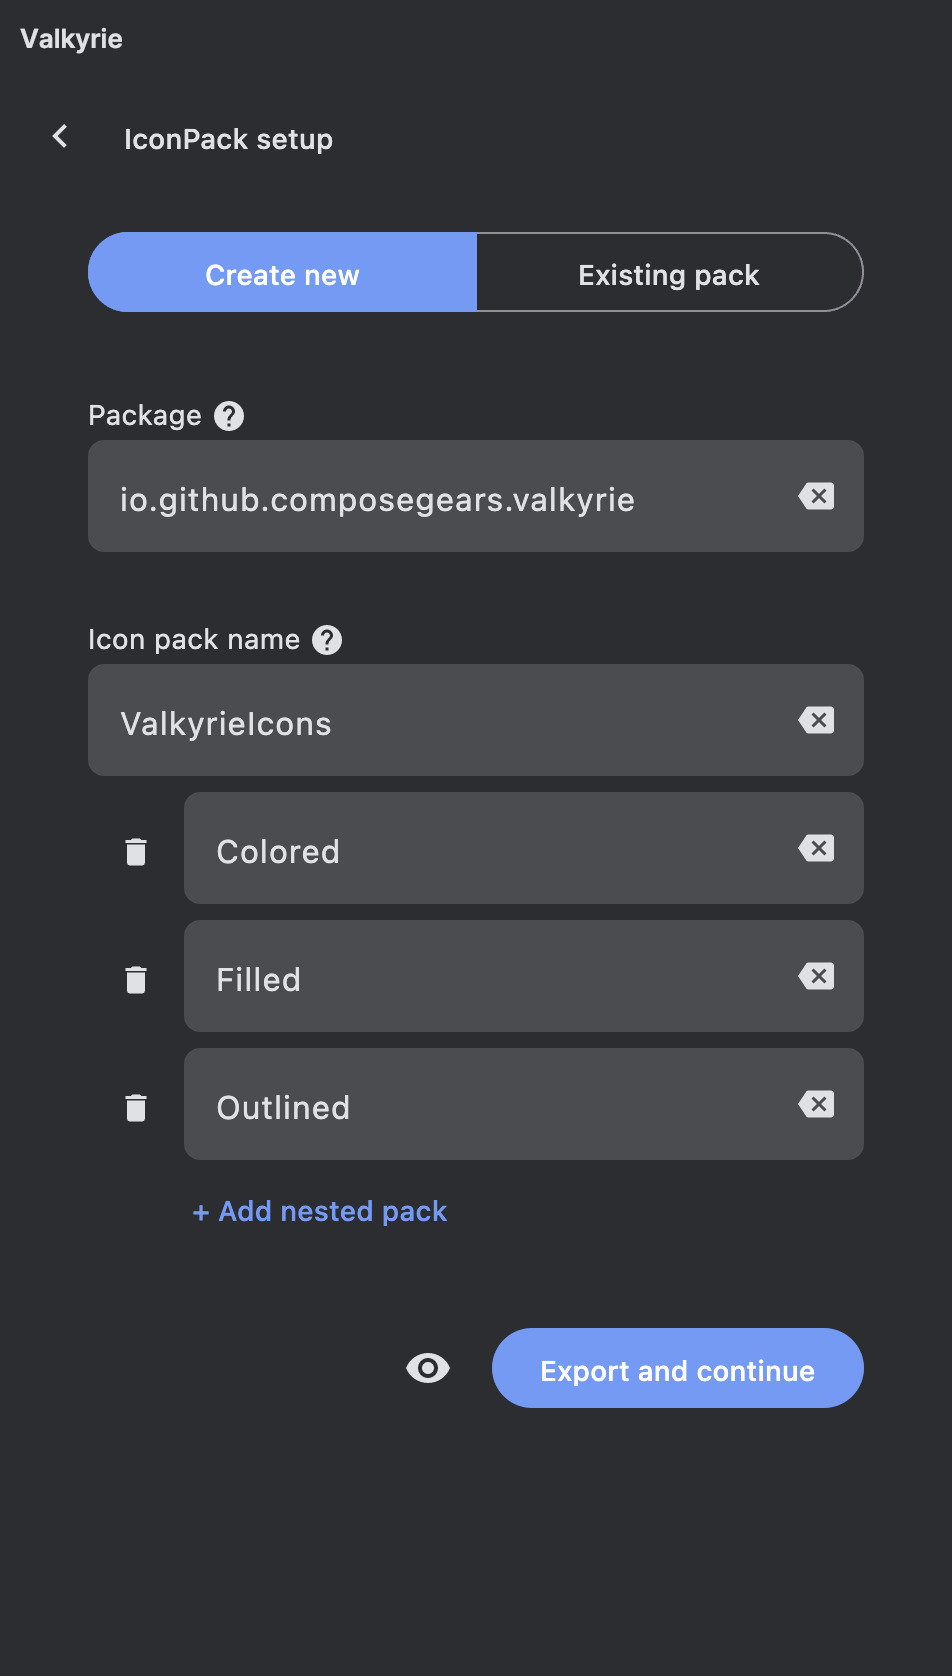 Valkyrie
IconPack setup
Create new
Existing pack
Package
io.github.composegears.valkyrie
Icon pack name
ValkyrieIcons
Colored
Filled
Outlined
+ Add nested pack
Export and continue